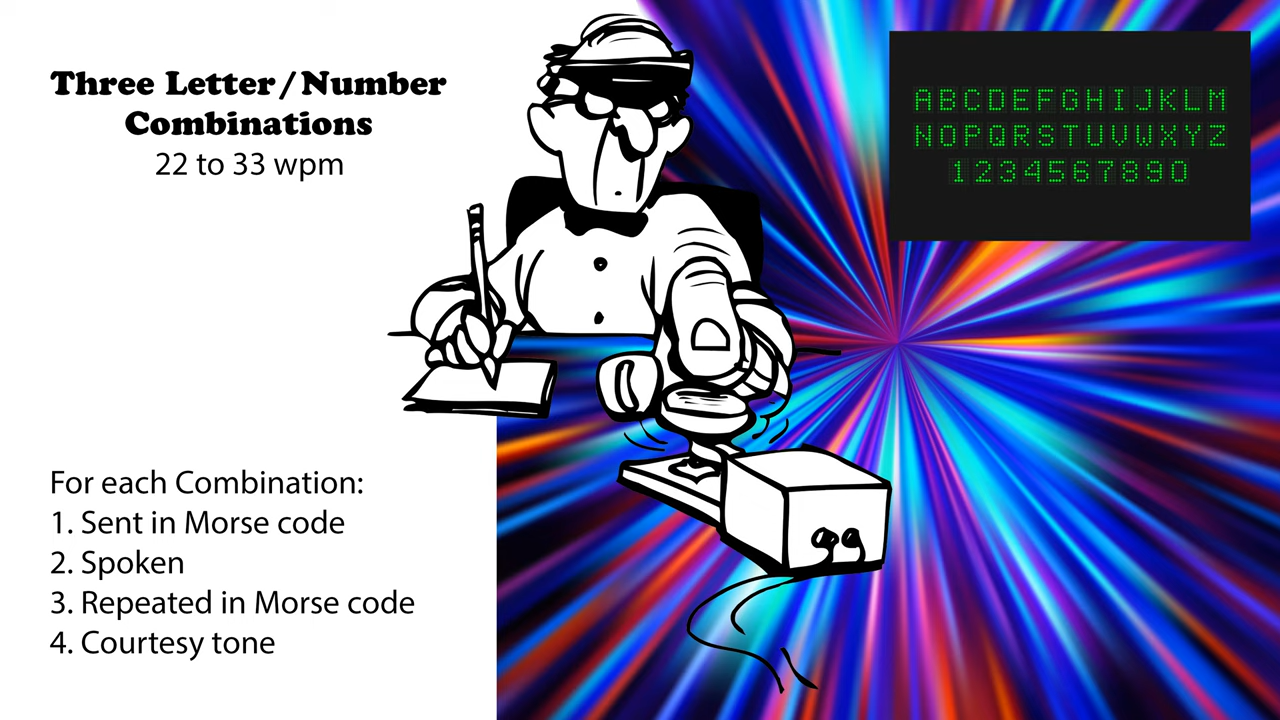 Three Letter/Number
Combinations
22 to 33 wpm
ABCDEFGHIJKLM
NOPQRSTUVWXYZ
1234567890
For each Combination:
1. Sent in Morse code
2. Spoken
3. Repeated in Morse code
4. Courtesy tone